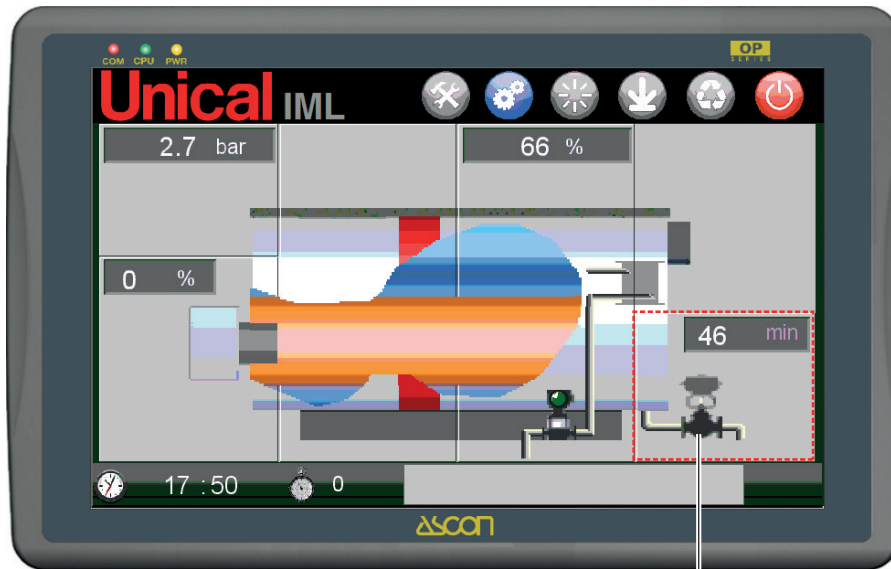 COM CPU PWR
OP
SERIES
Unical IML
2.7 bar
66 %
0 %
46 min
17 : 50
0
ASCON